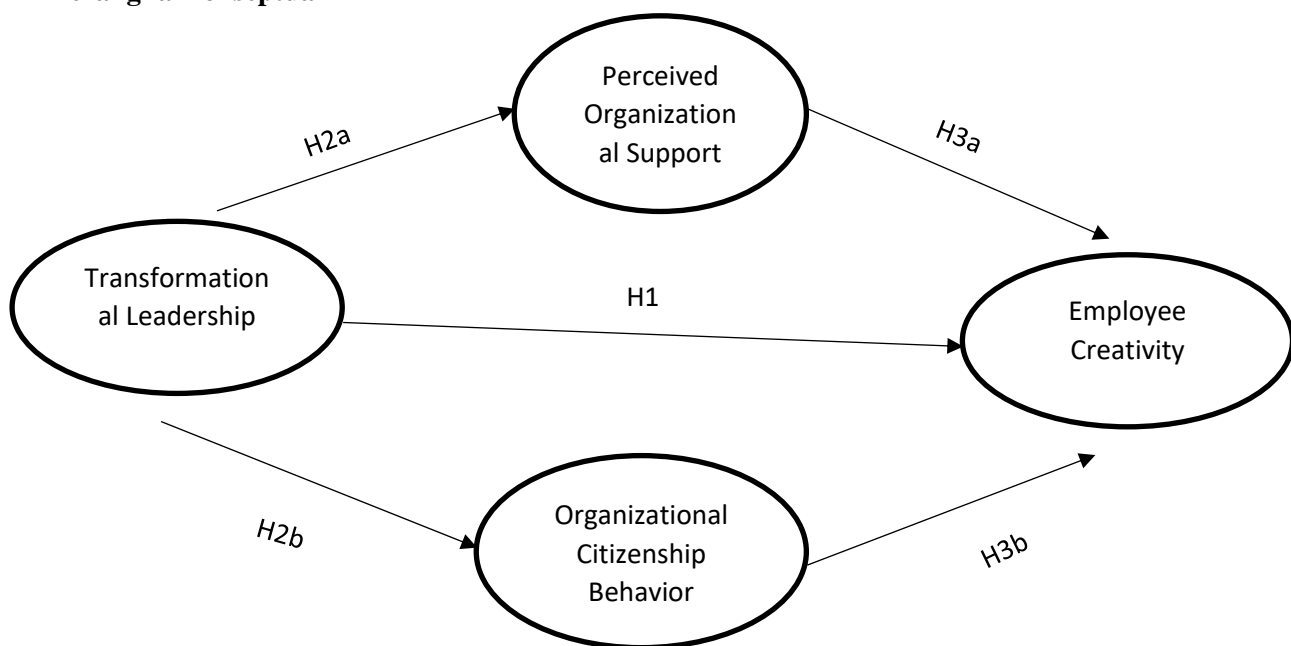 Perceived
Organization
al Support
H2a
H3a
Transformation
al Leadership
H1
Employee
Creativity
H2b
Organizational
Citizenship
Behavior
H3b